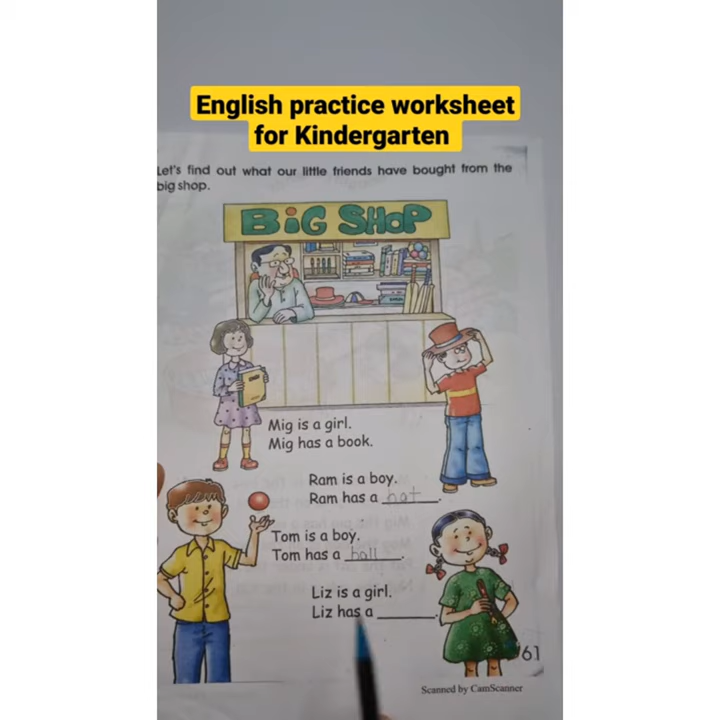 English practice worksheet
for Kindergarten
Let's find out what our little friends have bought from the
big shop.
BiG SHoP
Mig is a girl.
Mig has a book.
Ram is a boy.
Ram has a hat.
Tom is a boy.
Tom has a ball.
Liz is a girl.
Liz has a ______.
61
Scanned by CamScanner